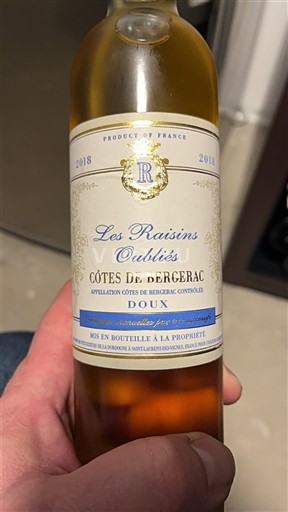 PRODUCT OF FRANCE
2018 2018
R
Les Raisins
Oubliés
CÔTES DE BERGERAC
APPELLATION CÔTES DE BERGERAC CONTRÔLÉE
DOUX
MIS EN BOUTEILLE À LA PROPRIÉTÉ